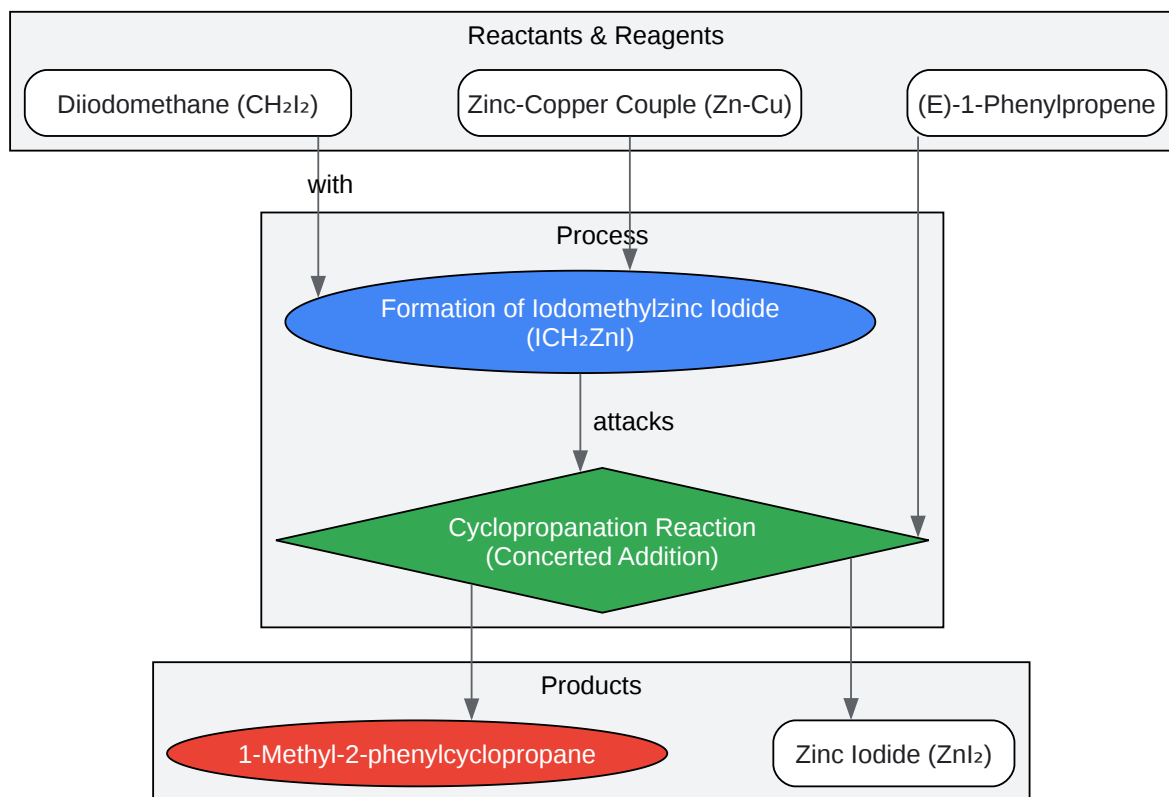 Reactants & Reagents
Diiodomethane (CH₂I₂)
Zinc-Copper Couple (Zn-Cu)
(E)-1-Phenylpropene
with
Process
Formation of Iodomethylzinc Iodide
(ICH₂ZnI)
attacks
Cyclopropanation Reaction
(Concerted Addition)
Products
1-Methyl-2-phenylcyclopropane
Zinc Iodide (ZnI₂)